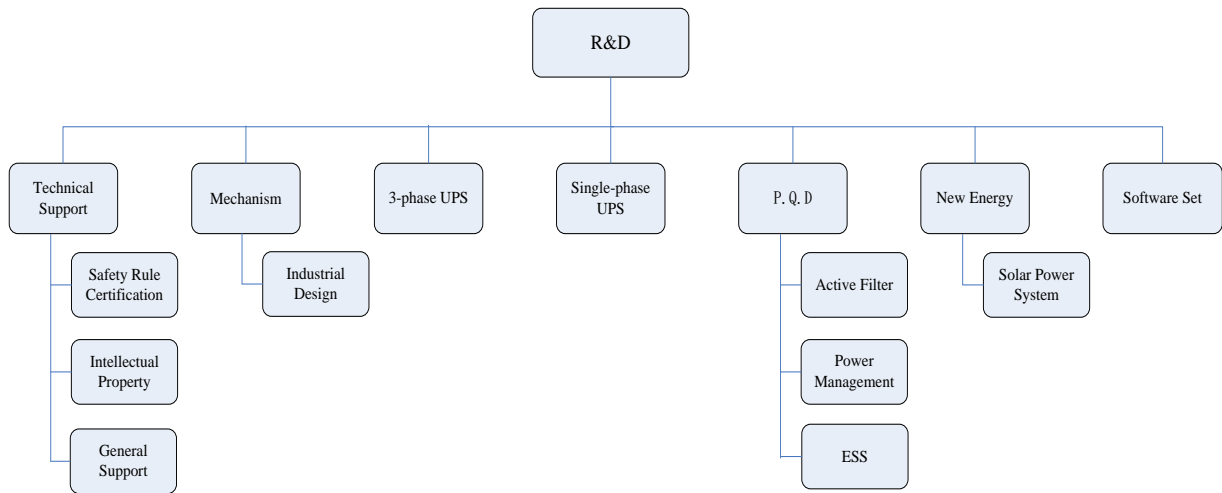 R&D
Technical
Support
Mechanism
3-phase UPS
Single-phase
UPS
P.Q.D
New Energy
Software Set
Safety Rule
Certification
Industrial
Design
Active Filter
Solar Power
System
Intellectual
Property
Power
Management
General
Support
ESS